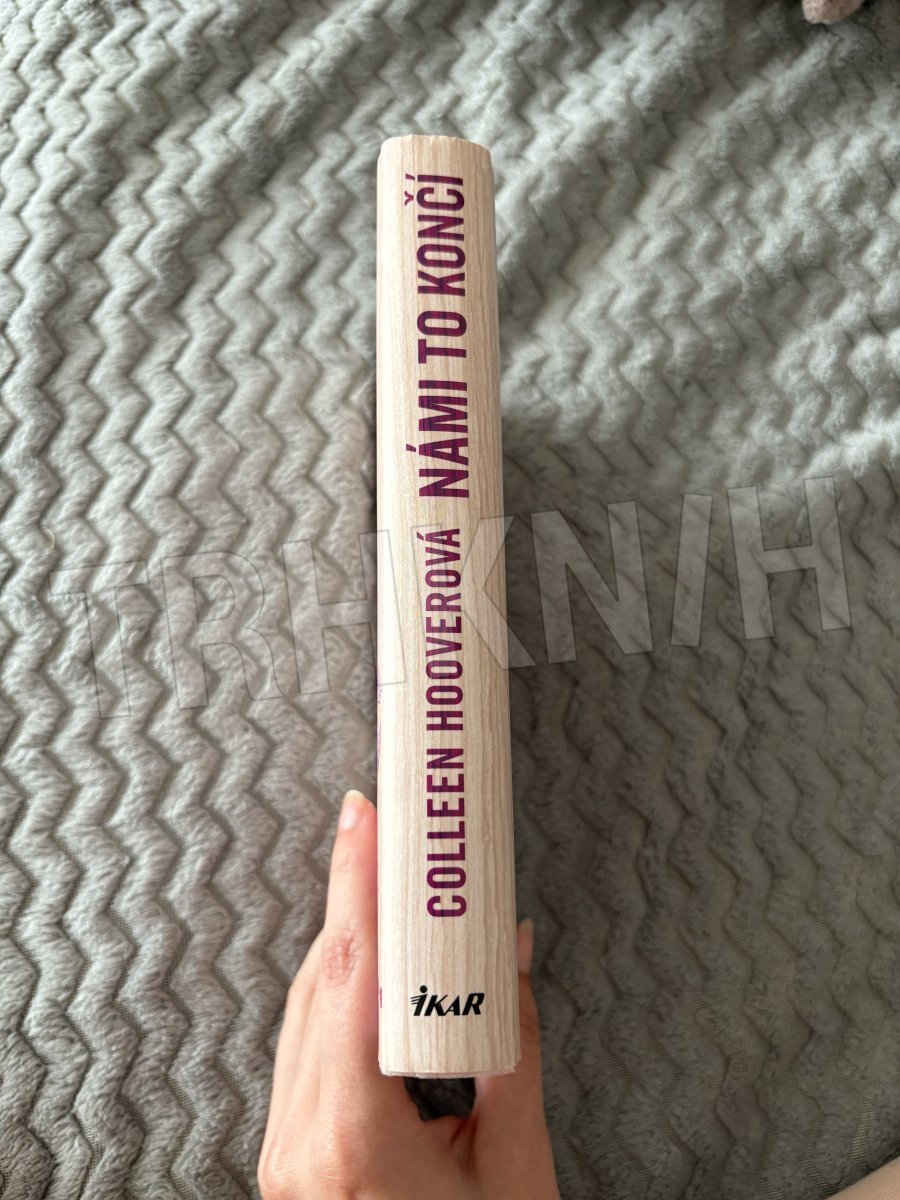 COLLEEN HOOVEROVÁ NÁMI TO KONČÍ
IKAR
TRHKNIH